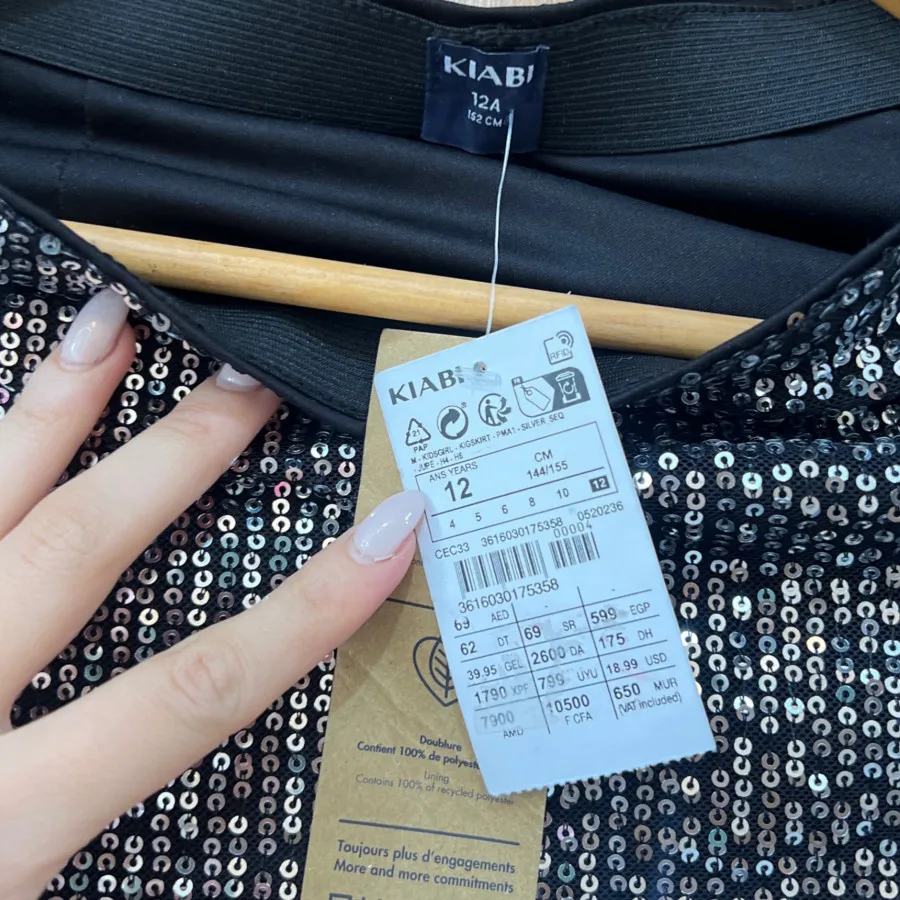 KIABI
12A
152 CM
KIABI
RFID
21
PAP
M - KIDSGIRL - KIGSKIRT - PMA1 - SILVER SEQ
- JUPE - H4 - H6
ANS YEARS
CM
12
144/155
4 5 6 8 10 12
CEC33 3616030175358 0520236
00004
3616030175358
69 AED -
62 DT 69 SR 599 EGP
39.95 GEL 2600 DA 175 DH
1790 XPF 799 UYU 18.99 USD
7900 AMD 10500 F CFA 650 MUR
(VAT included)
Doublure
Contient 100% de
Lining
Contains 100% of recycled polyester
Toujours plus d'engagements
More and more commitments